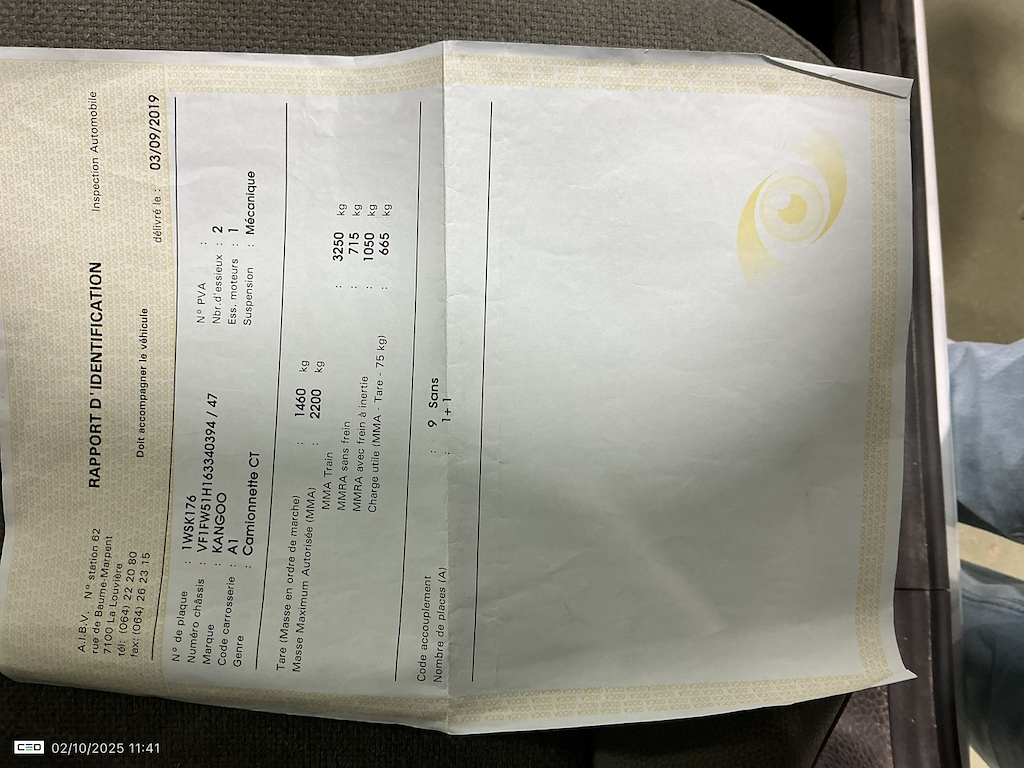 A.I.B.V. N° station 62
rue de Baume-Marpent
7100 La Louvière
tél: (064) 22 20 80
fax: (064) 26 23 15
RAPPORT D'IDENTIFICATION
Inspection Automobile
Doit accompagner le véhicule
délivré le : 03/09/2019
N° de plaque : 1WSK176
Numéro châssis : VF1FW51H163340394 / 47
Marque : KANGOO
Code carrosserie : A1
Genre : Camionnette CT
N° PVA :
Nbr.d'essieux : 2
Ess. moteurs : 1
Suspension : Mécanique
Tare (Masse en ordre de marche) : 1460 kg
Masse Maximum Autorisée (MMA) : 2200 kg
MMA Train : 3250 kg
MMRA sans frein : 715 kg
MMRA avec frein à inertie : 1050 kg
Charge utile (MMA - Tare - 75 kg) : 665 kg
Code accouplement : 9 Sans
Nombre de places (A) : 1+1
CEO 02/10/2025 11:41